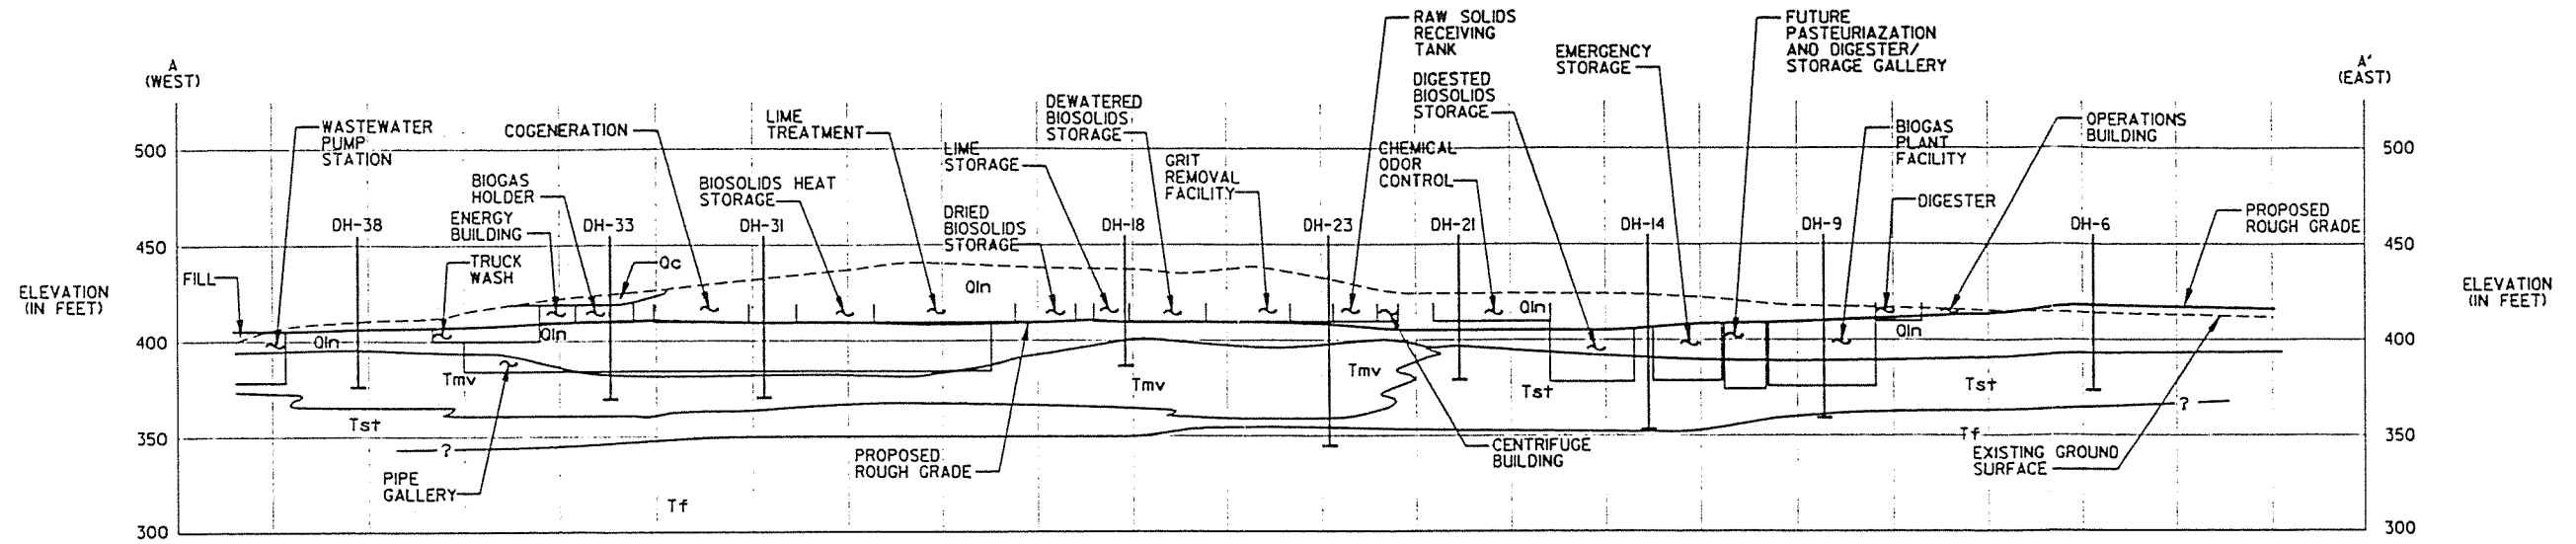 A
(WEST)
A'
(EAST)
RAW SOLIDS
RECEIVING
TANK
FUTURE
PASTEURIAZATION
AND DIGESTER/
STORAGE GALLERY
EMERGENCY
STORAGE
DIGESTED
BIOSOLIDS
STORAGE
DEWATERED
BIOSOLIDS
STORAGE
LIME
TREATMENT
COGENERATION
WASTEWATER
PUMP
STATION
OPERATIONS
BUILDING
BIOGAS
PLANT
FACILITY
500
500
LIME
STORAGE
GRIT
REMOVAL
FACILITY
CHEMICAL
ODOR
CONTROL
BIOGAS
HOLDER
BIOSOLIDS HEAT
STORAGE
DIGESTER
ENERGY
BUILDING
DRIED
BIOSOLIDS
STORAGE
PROPOSED
ROUGH GRADE
DH-38
DH-33
DH-31
DH-18
DH-23
DH-21
DH-14
DH-9
DH-6
450
450
TRUCK
WASH
Qc
FILL
Qln
ELEVATION
(IN FEET)
ELEVATION
(IN FEET)
Qln
Qln
Qln
Qln
400
400
Tmv
Tmv
Tmv
Tst
Tst
?
Tst
350
350
Tf
?
PIPE
GALLERY
PROPOSED
ROUGH GRADE
CENTRIFUGE
BUILDING
EXISTING GROUND
SURFACE
Tf
300
300